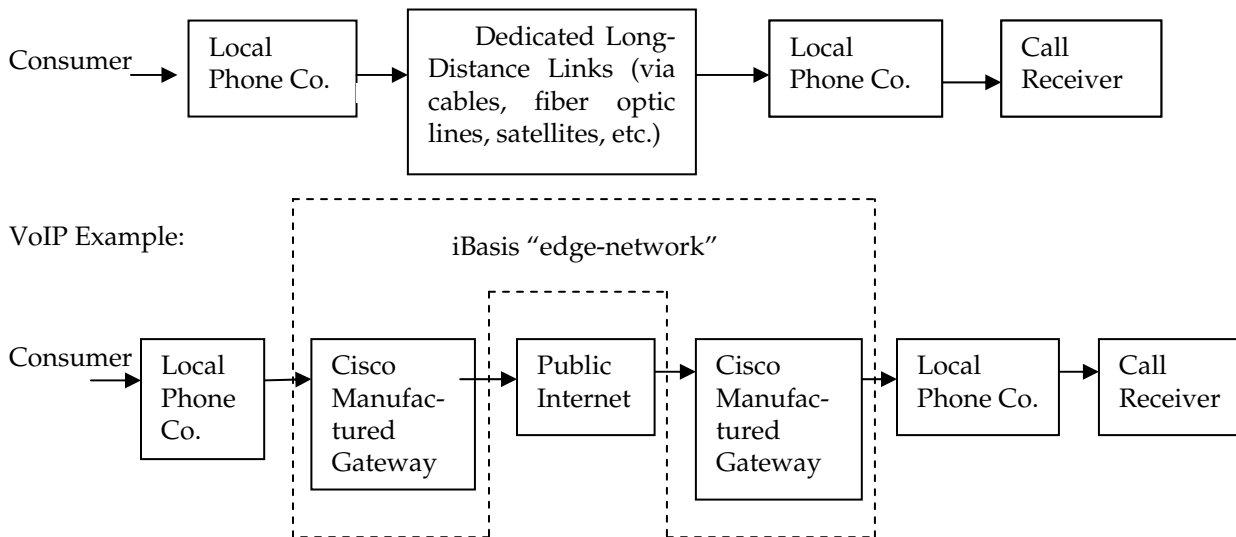 Consumer
Local
Phone Co.
Dedicated Long-
Distance Links (via
cables, fiber optic
lines, satellites, etc.)
Local
Phone Co.
Call
Receiver
VoIP Example:
iBasis “edge-network”
Consumer
Local
Phone
Co.
Cisco
Manufac-
tured
Gateway
Public
Internet
Cisco
Manufac-
tured
Gateway
Local
Phone Co.
Call
Receiver